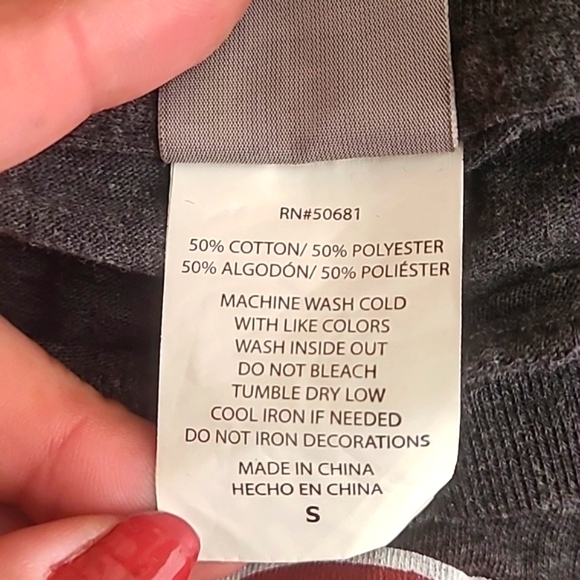 RN#50681
50% COTTON/ 50% POLYESTER
50% ALGODÓN/ 50% POLIÉSTER
MACHINE WASH COLD
WITH LIKE COLORS
WASH INSIDE OUT
DO NOT BLEACH
TUMBLE DRY LOW
COOL IRON IF NEEDED
DO NOT IRON DECORATIONS
MADE IN CHINA
HECHO EN CHINA
S